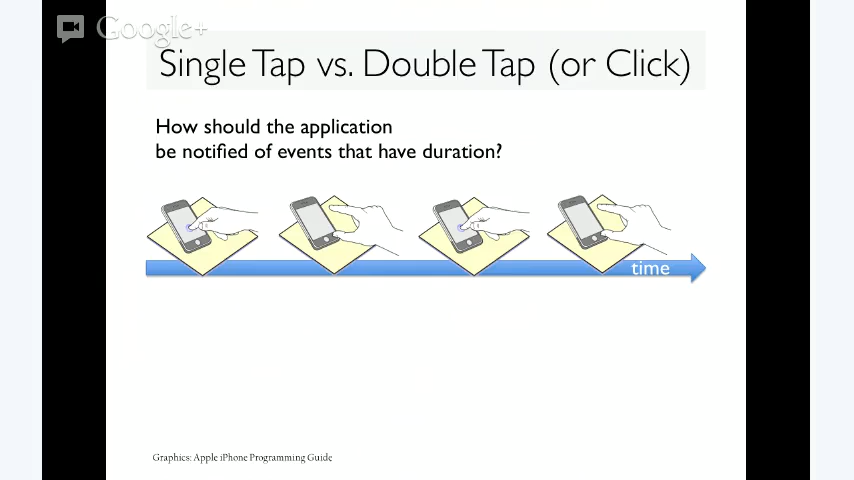 Google+
Single Tap vs. Double Tap (or Click)
How should the application
be notified of events that have duration?
time
Graphics: Apple iPhone Programming Guide